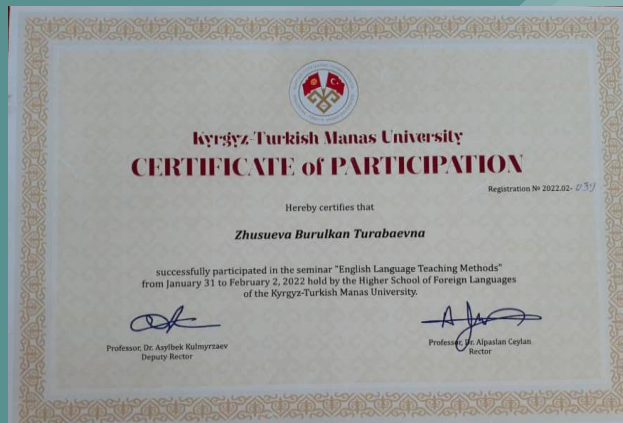 Kyrgyz-Turkish Manas University
CERTIFICATE of PARTICIPATION
Registration № 2022.02- 039
Hereby certifies that
Zhusueva Burulkan Turabaevna
successfully participated in the seminar "English Language Teaching Methods"
from January 31 to February 2, 2022 hold by the Higher School of Foreign Languages
of the Kyrgyz-Turkish Manas University.
Professor, Dr. Asylbek Kulmyrzaev
Deputy Rector
Professor, Dr. Alpaslan Ceylan
Rector